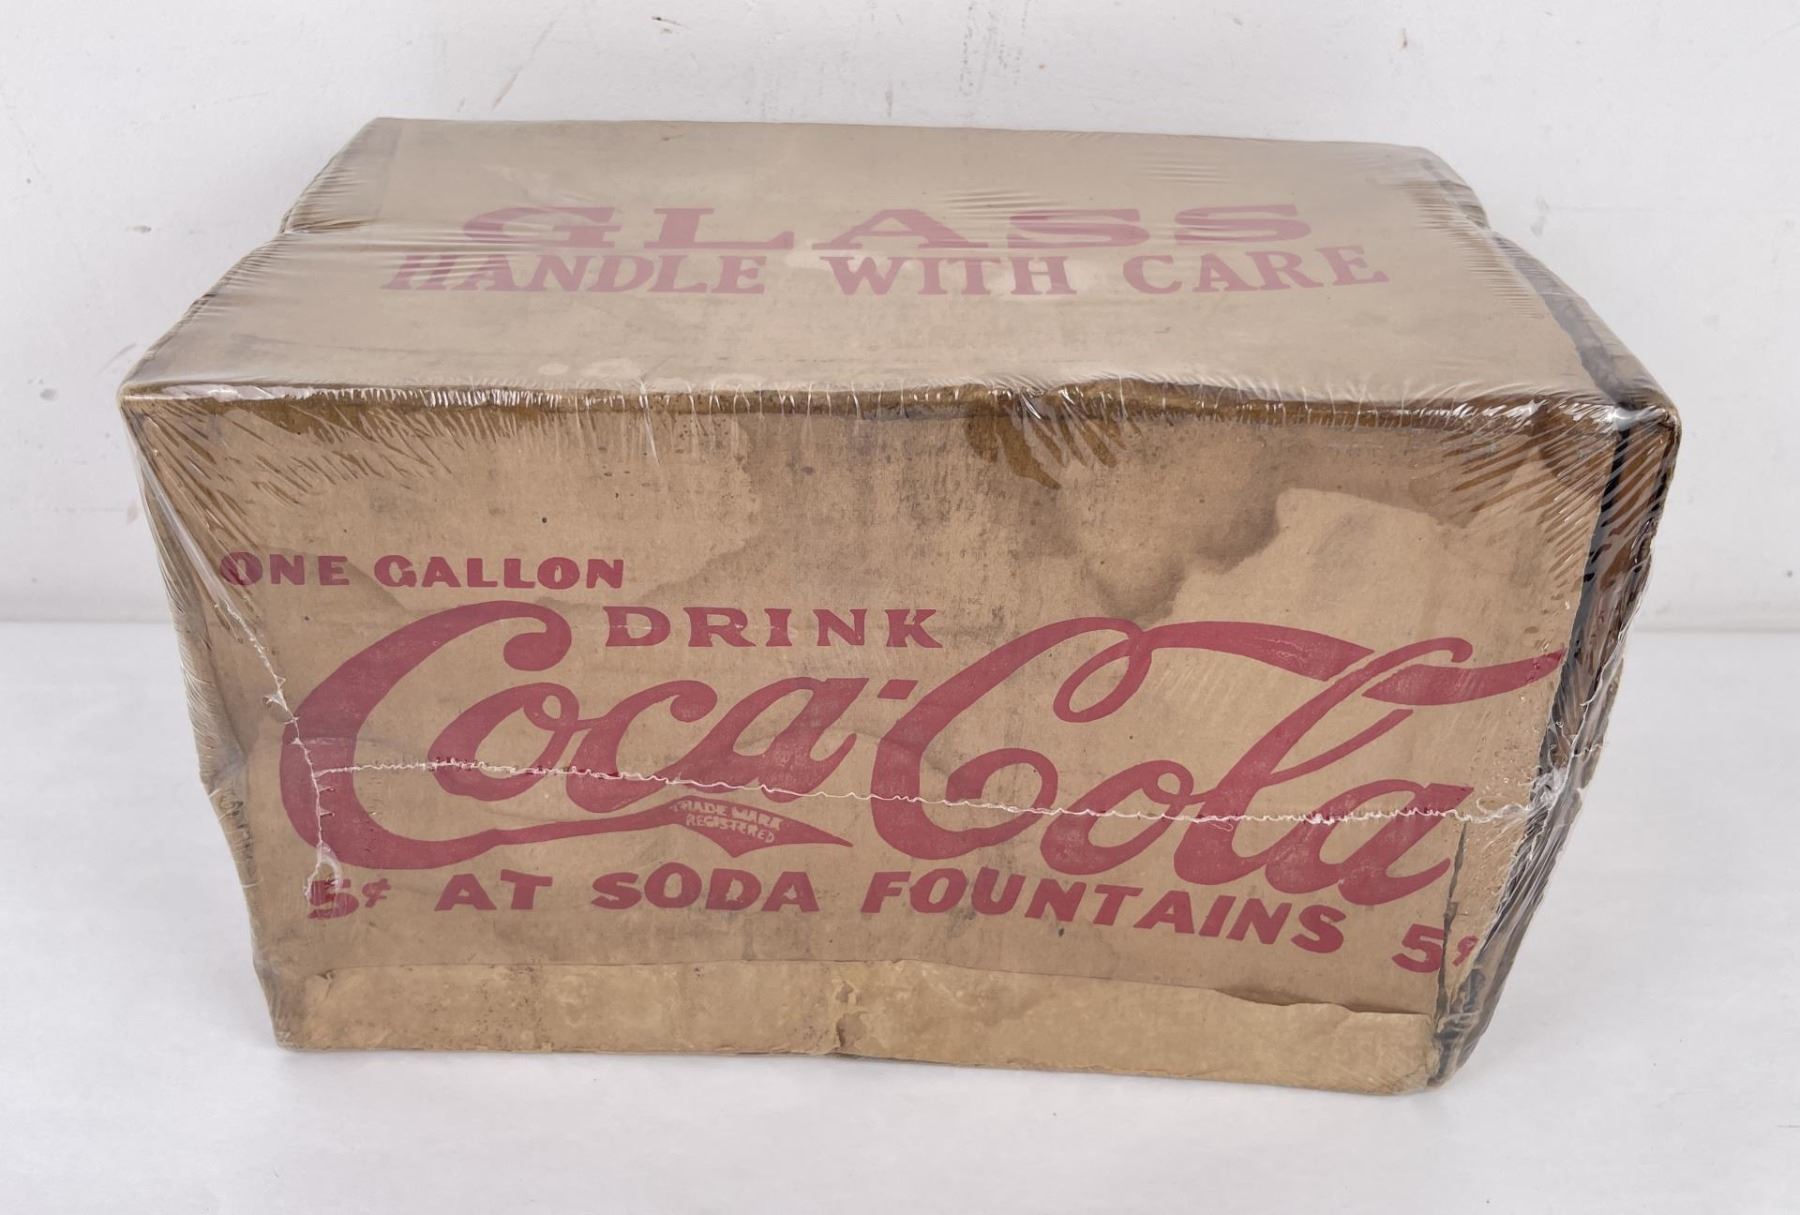 GLASS
HANDLE WITH CARE
ONE GALLON
DRINK
Coca-Cola
TRADE MARK
REGISTERED
5¢ AT SODA FOUNTAINS 5¢